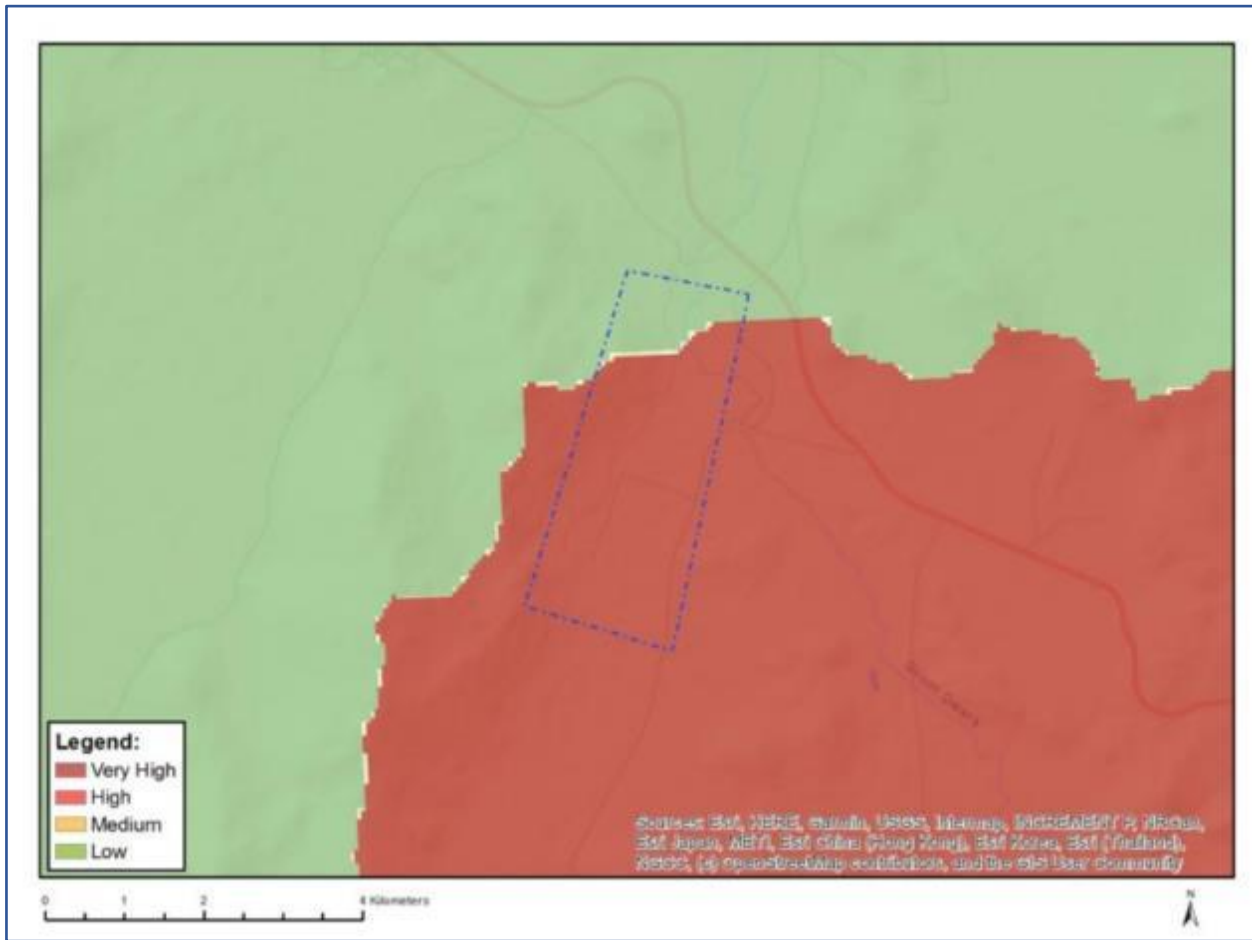 Legend:
Very High
High
Medium
Low
Sources: Esri, HERE, Garmin, USGS, Intermap, INCREMENT P, NRCan,
Esri Japan, METI, Esri China (Hong Kong), Esri Korea, Esri (Thailand),
NGCC, (c) OpenStreetMap contributors, and the GIS User Community
0 1 2 4 Kilometers
N